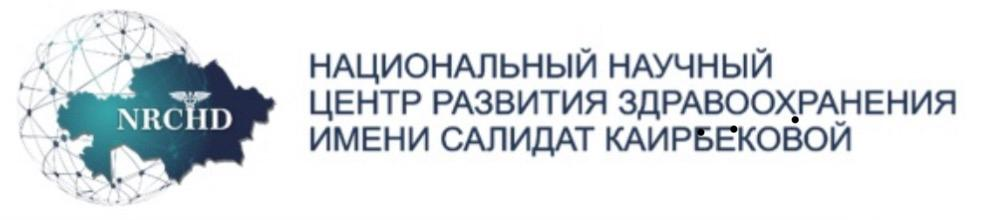 NRCHD
НАЦИОНАЛЬНЫЙ НАУЧНЫЙ
ЦЕНТР РАЗВИТИЯ ЗДРАВООХРАНЕНИЯ
ИМЕНИ САЛИДАТ КАИРБЕКОВОЙ